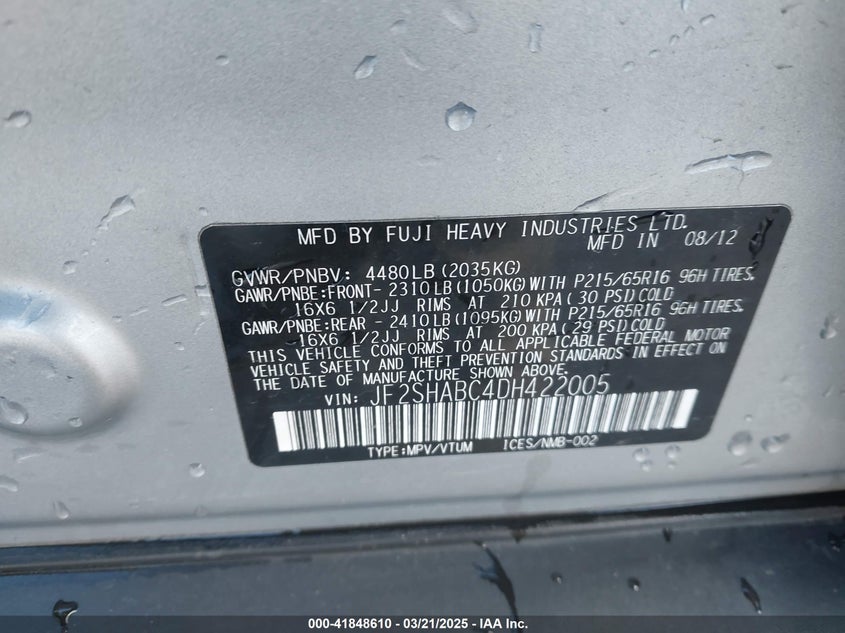 MFD BY FUJI HEAVY INDUSTRIES LTD.
MFD IN 08/12
GVWR/PNBV: 4480LB(2035KG)
GAWR/PNBE:FRONT-2310LB(1050KG)WITH P215/65R16 96H TIRES.
16X6 1/2JJ RIMS AT 210 KPA(30 PSI)COLD
GAWR/PNBE:REAR -2410LB(1095KG)WITH P215/65R16 96H TIRES.
16X6 1/2JJ RIMS AT 200 KPA(29 PSI)COLD
THIS VEHICLE CONFORMS TO ALL APPLICABLE FEDERAL MOTOR
VEHICLE SAFETY AND THEFT PREVENTION STANDARDS IN EFFECT ON
THE DATE OF MANUFACTURE SHOWN ABOVE.
VIN: JF2SHABC4DH422005
TYPE:MPV/VTUM ICES/NMB-002
000-41848610 - 03/21/2025 - IAA Inc.